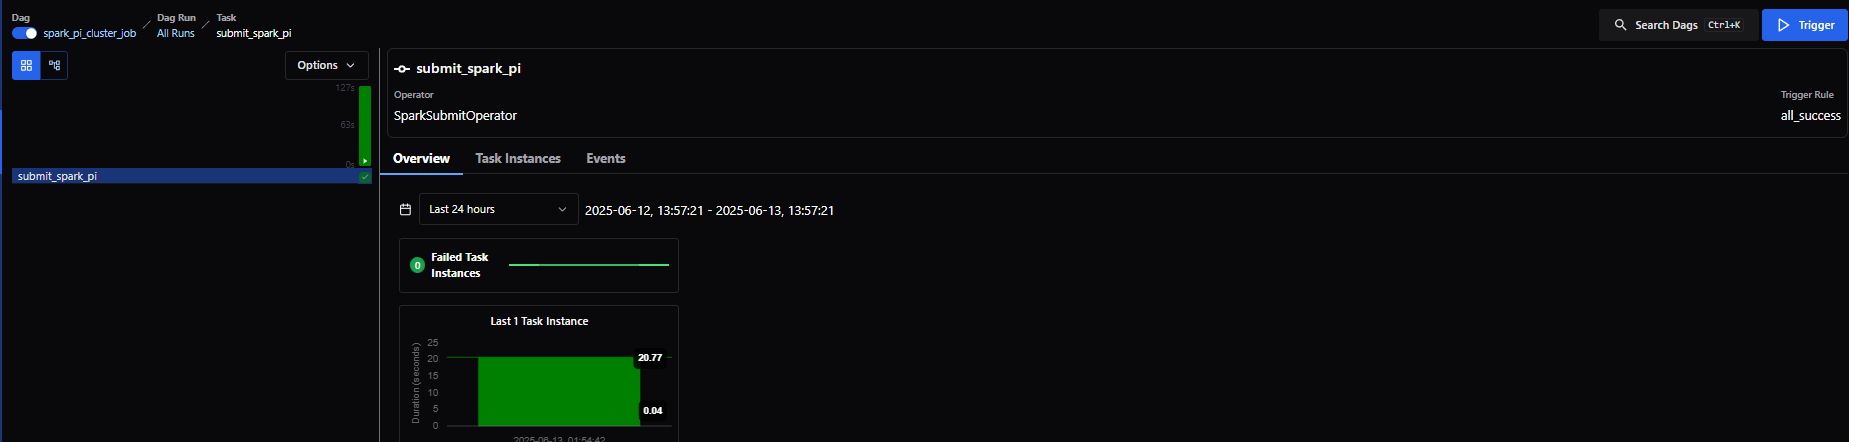 Dag
spark_pi_cluster_job
Dag Run
All Runs
Task
submit_spark_pi
Search Dags Ctrl+K
Trigger
Options
127s
63s
0s
submit_spark_pi
submit_spark_pi
Operator
SparkSubmitOperator
Trigger Rule
all_success
Overview Task Instances Events
Last 24 hours
2025-06-12, 13:57:21 - 2025-06-13, 13:57:21
0
Failed Task
Instances
Last 1 Task Instance
Duration (seconds)
25
20
15
10
5
0
20.77
0.04
2025-06-13, 01:54:42